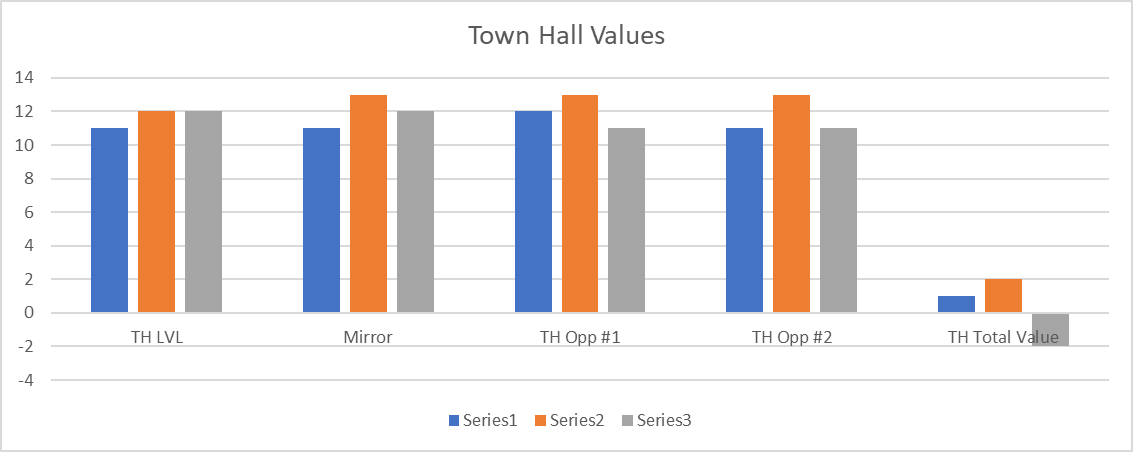 Town Hall Values
14
12
10
8
6
4
2
0
-2
-4
TH LVL
Mirror
TH Opp #1
TH Opp #2
TH Total Value
Series1
Series2
Series3